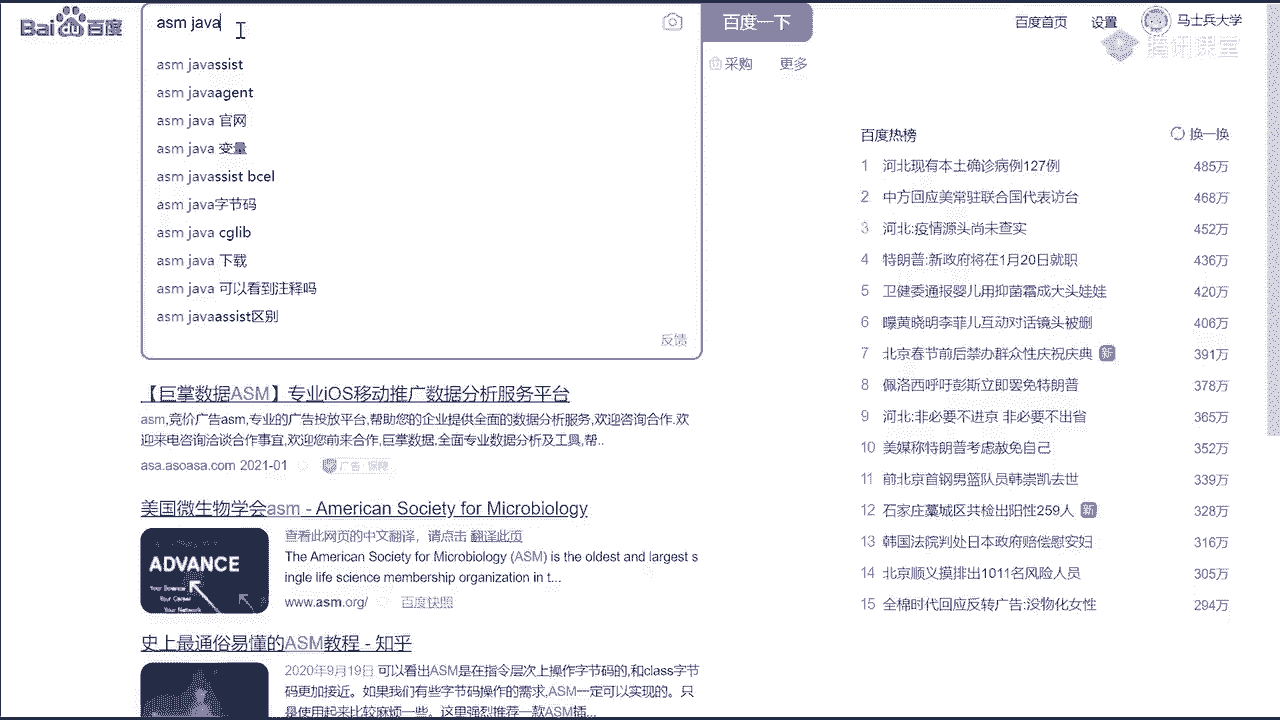 Bai du 百度
asm java
百度一下
百度首页
设置
马士兵大学
腾讯课堂
采购
更多
asm javassist
asm javaagent
asm java 官网
asm java 变量
asm javassist bcel
asm java字节码
asm java cglib
asm java 下载
asm java 可以看到注释吗
asm javaassist区别
反馈
百度热榜
换一换
1 河北现有本土确诊病例127例 485万
2 中方回应美常驻联合国代表访台 468万
3 河北:疫情源头尚未查实 452万
4 特朗普:新政府将在1月20日就职 436万
5 卫健委通报婴儿用抑菌霜成大头娃娃 420万
6 曝黄晓明李菲儿互动对话镜头被删 406万
7 北京春节前后禁办群众性庆祝庆典 新 391万
8 佩洛西呼吁彭斯立即罢免特朗普 378万
9 河北:非必要不进京 非必要不出省 365万
10 美媒称特朗普考虑赦免自己 352万
11 前北京首钢男篮队员韩崇凯去世 339万
12 石家庄藁城区共检出阳性259人 新 328万
13 韩国法院判处日本政府赔偿慰安妇 316万
14 北京顺义摸排出1011名风险人员 305万
15 全棉时代回应反转广告:没物化女性 294万
【巨掌数据ASM】专业iOS移动推广数据分析服务平台
asm,竞价广告asm,专业的广告投放平台,帮助您的企业提供全面的数据分析服务,欢迎咨询合作.欢
迎来电咨询洽谈合作事宜,欢迎您前来合作.巨掌数据.全面专业数据分析及工具,帮..
asa.asoasa.com 2021-01 广告 保障
美国微生物学会asm - American Society for Microbiology
查看此网页的中文翻译，请点击 翻译此页
The American Society for Microbiology (ASM) is the oldest and largest s
ingle life science membership organization in t...
www.asm.org/ 百度快照
ADVANCE
Your Science
Your Career
Your Network
史上最通俗易懂的ASM教程 - 知乎
2020年9月19日 可以看出ASM是在指令层次上操作字节码的,和class字节
码更加接近。如果我们有些字节码操作的需求,ASM一定可以实现的。只
是使用起来比较麻烦一些。这里强烈推荐一款ASM插...